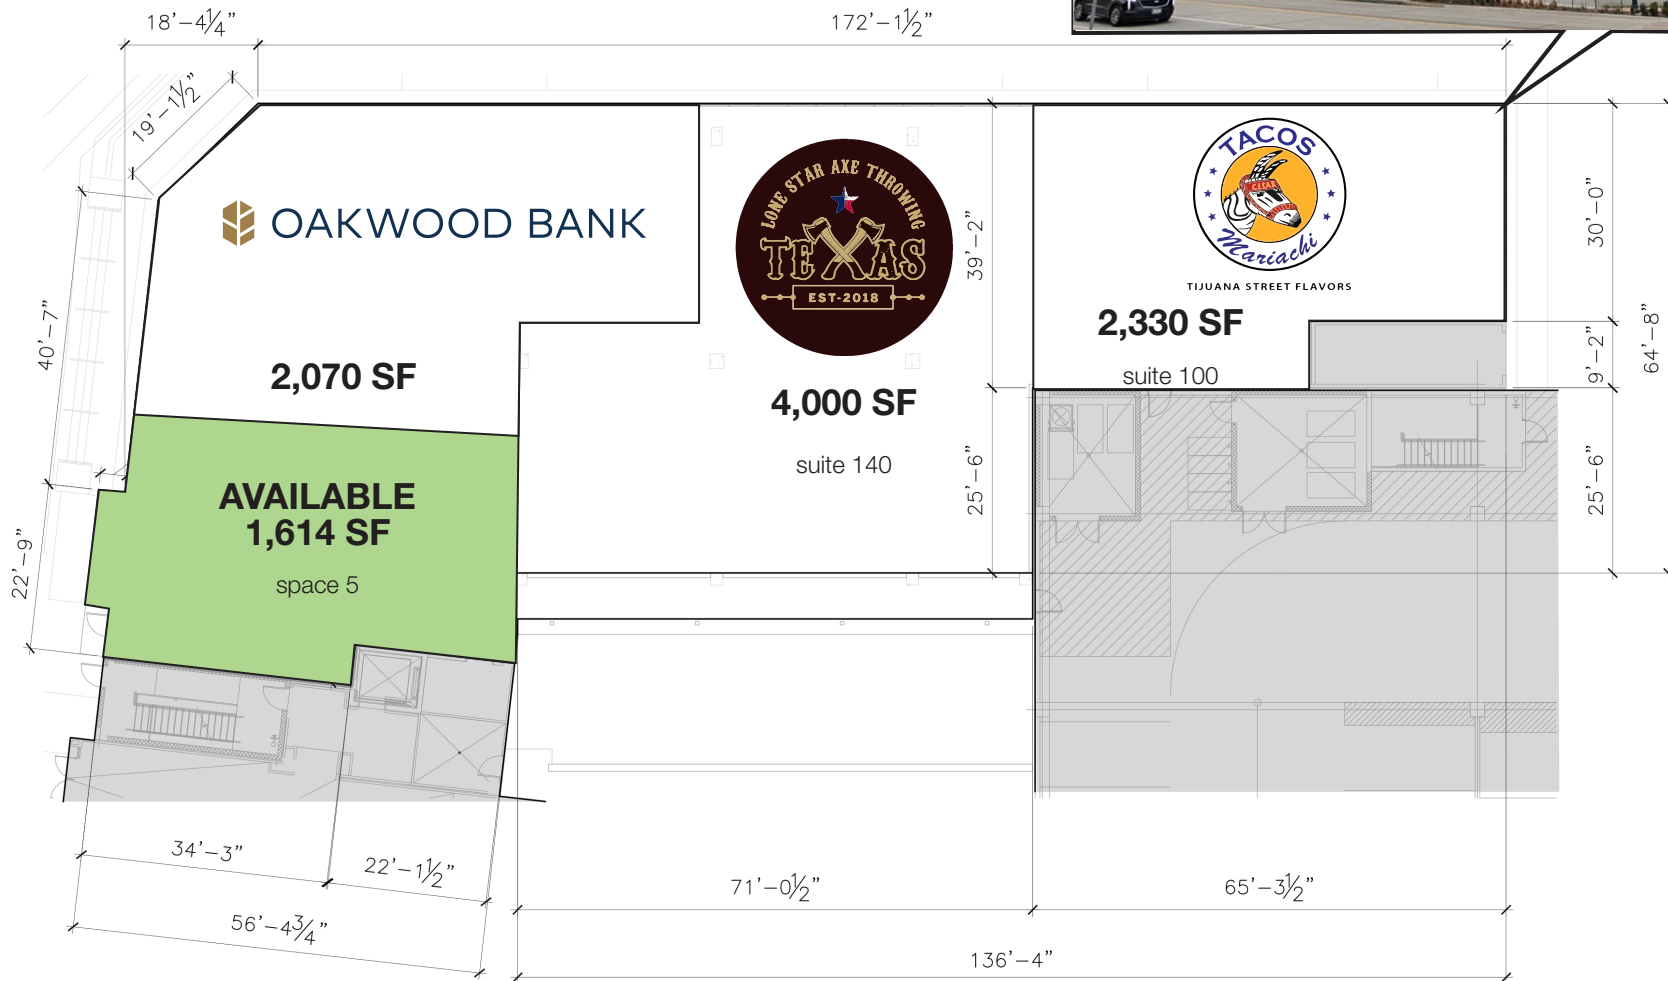 18'-4¼"
172'-1½"
19'-1½"
OAKWOOD BANK
2,070 SF
40'-7"
22'-9"
AVAILABLE
1,614 SF
space 5
LONE STAR AXE THROWING
TEXAS
EST-2018
4,000 SF
suite 140
39'-2"
25'-6"
TACOS
CESAR
Mariachi
TIJUANA STREET FLAVORS
2,330 SF
suite 100
30'-0"
9'-2"
64'-8"
25'-6"
34'-3"
22'-1½"
56'-4¾"
71'-0½"
65'-3½"
136'-4"